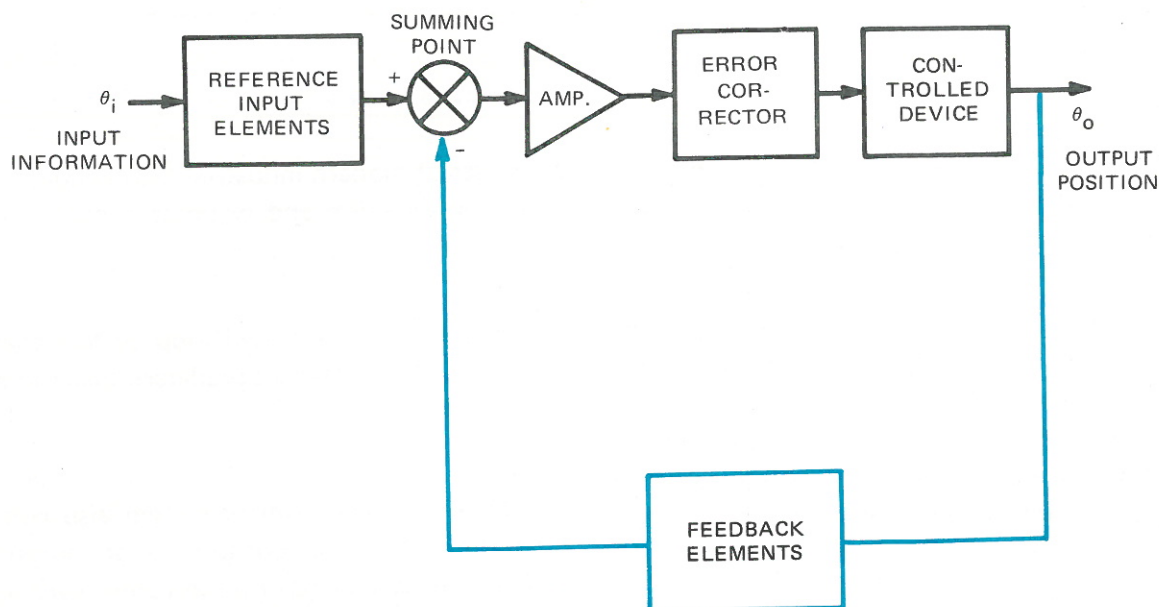 SUMMING
POINT
REFERENCE
INPUT
ELEMENTS
θi
INPUT
INFORMATION
+
-
AMP.
ERROR
COR-
RECTOR
CON-
TROLLED
DEVICE
θo
OUTPUT
POSITION
FEEDBACK
ELEMENTS